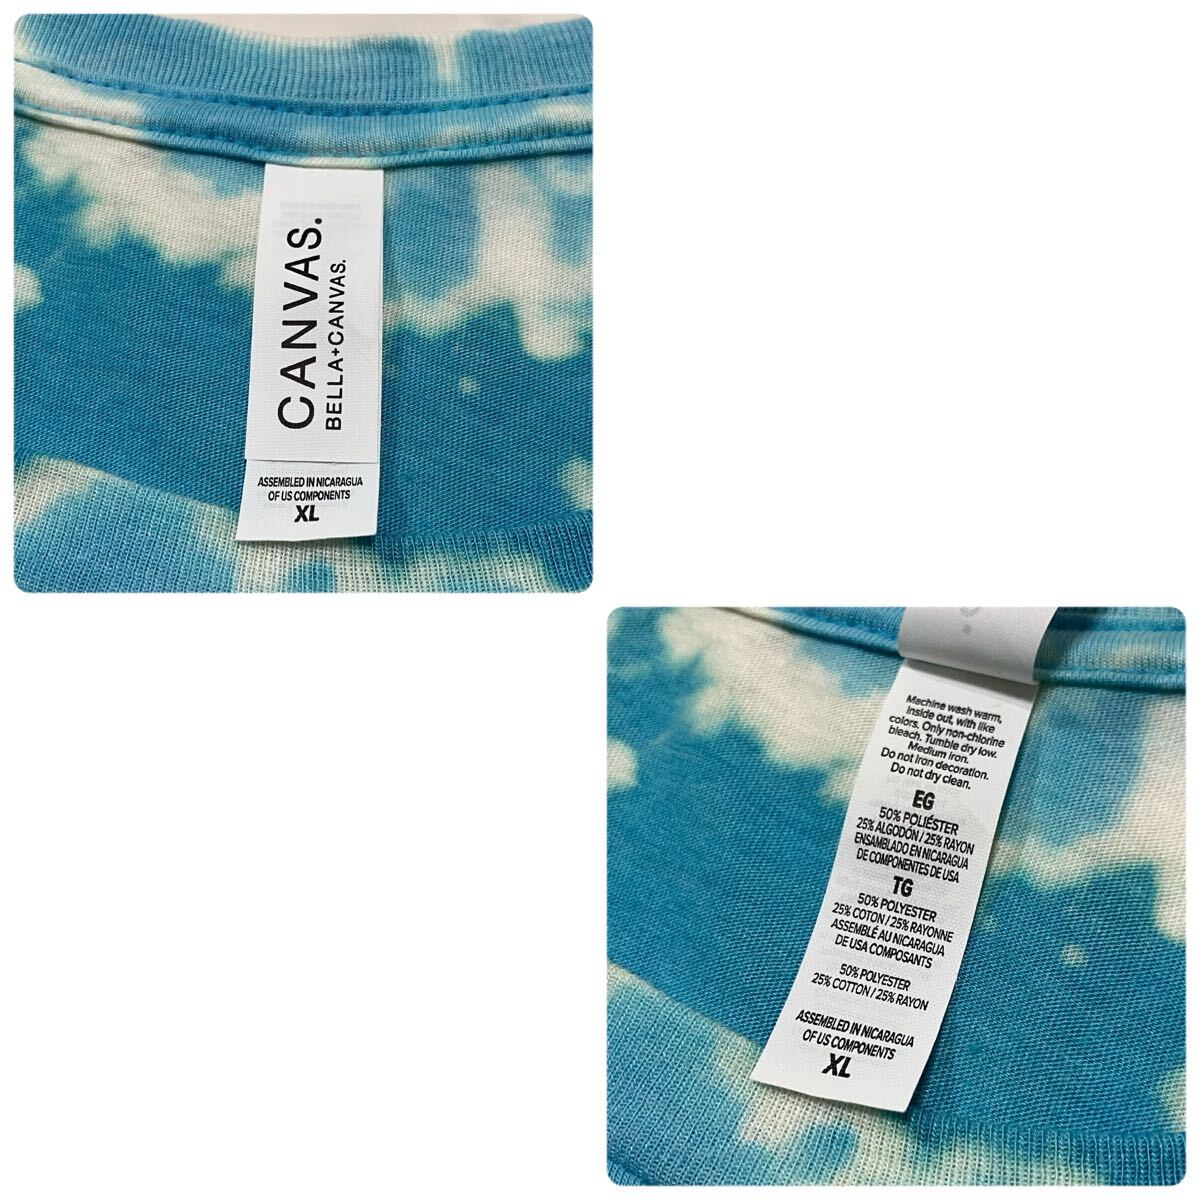 CANVAS.
BELLA+CANVAS.
ASSEMBLED IN NICARAGUA
OF US COMPONENTS
XL
Machine wash warm,
inside out, with like
colors. Only non-chlorine
bleach. Tumble dry low.
Medium iron.
Do not iron decoration.
Do not dry clean.
EG
50% POLIÉSTER
25% ALGODÓN / 25% RAYON
ENSAMBLADO EN NICARAGUA
DE COMPONENTES DE USA
TG
50% POLYESTER
25% COTON / 25% RAYONNE
ASSEMBLÉ AU NICARAGUA
DE USA COMPOSANTS
50% POLYESTER
25% COTTON / 25% RAYON
ASSEMBLED IN NICARAGUA
OF US COMPONENTS
XL